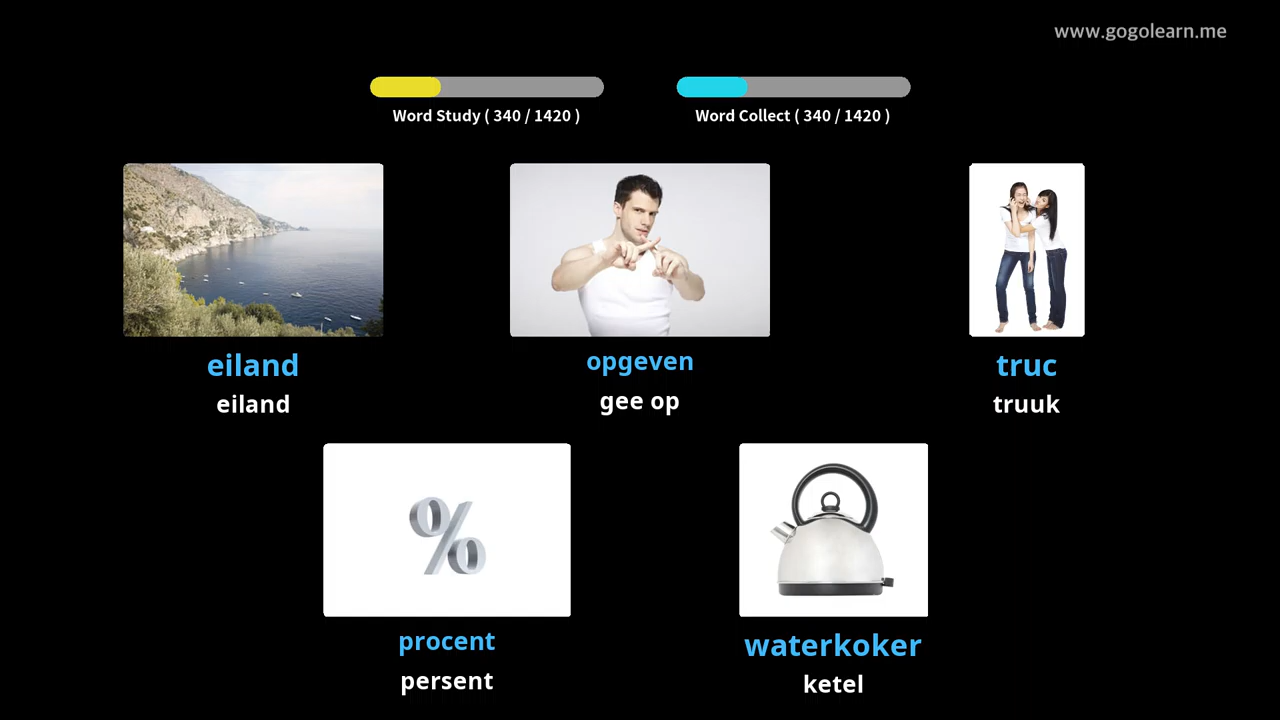 www.gogolearn.me
Word Study ( 340 / 1420 )
Word Collect ( 340 / 1420 )
eiland
eiland
opgeven
gee op
truc
truuk
%
procent
persent
waterkoker
ketel